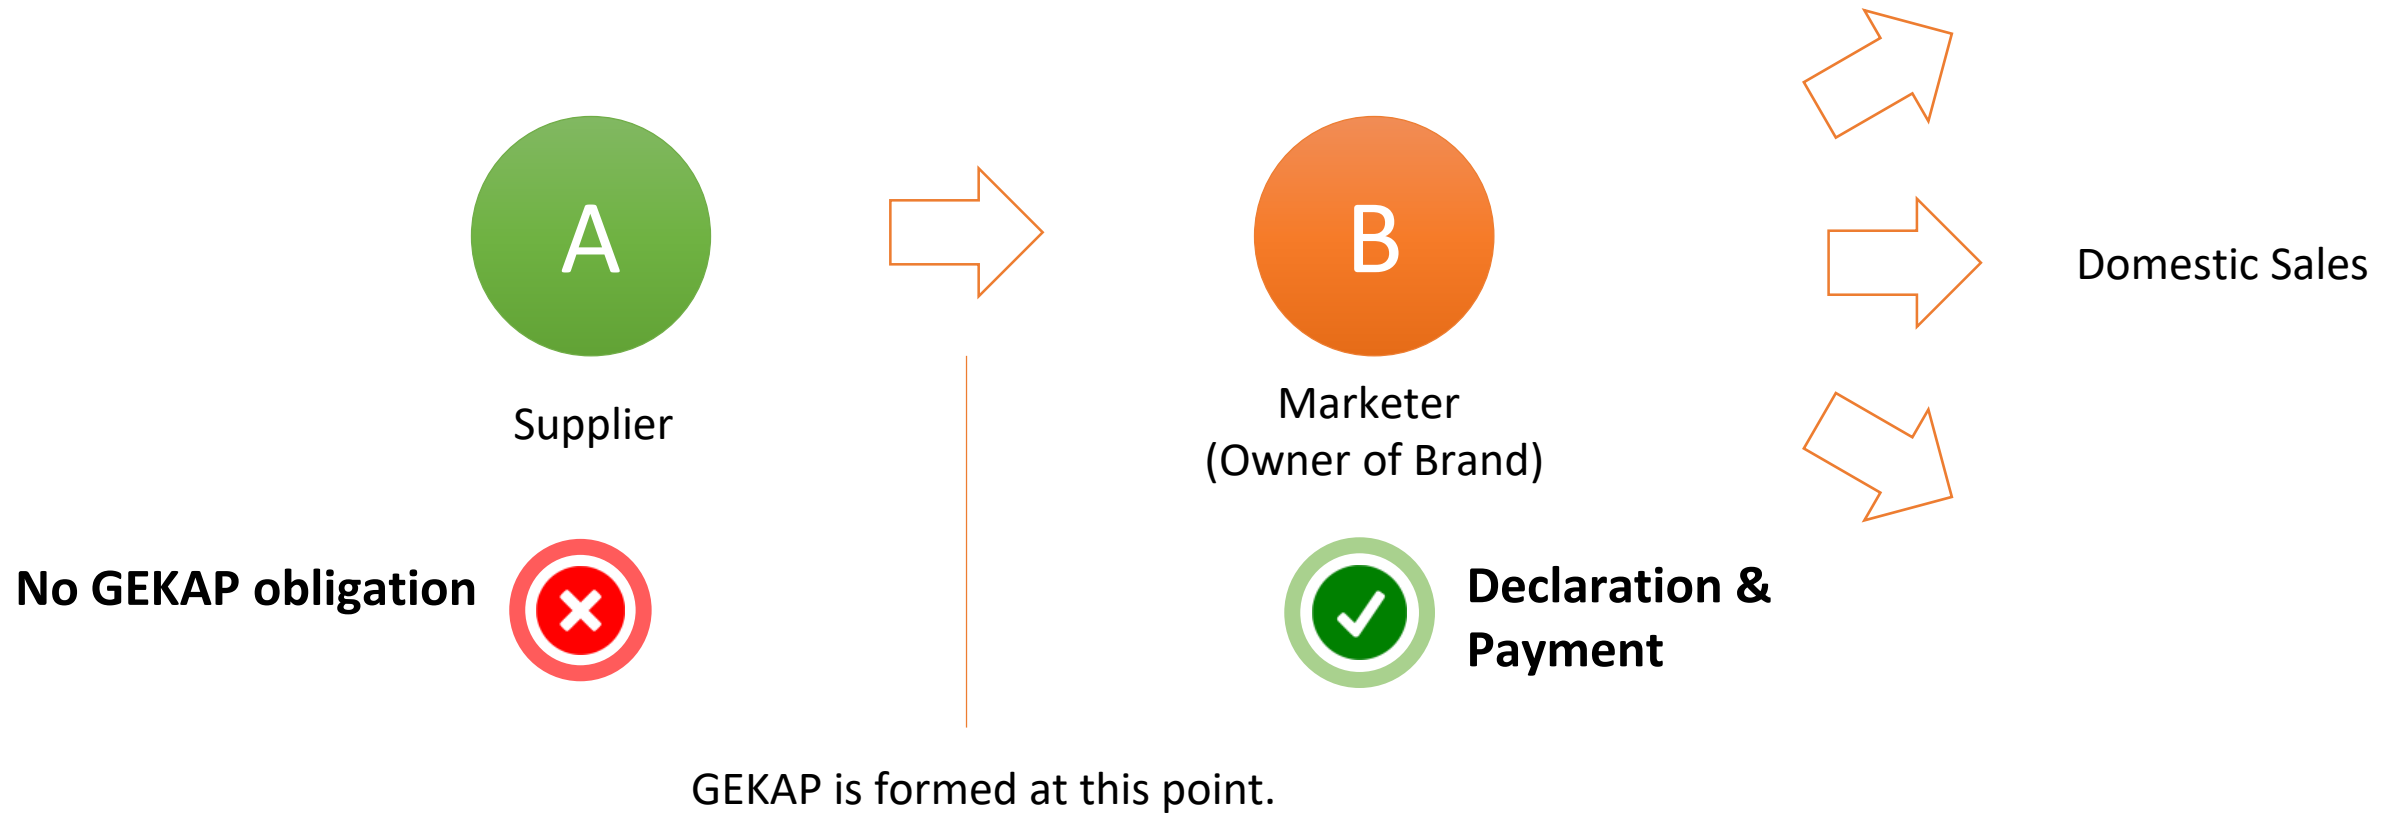 A
B
Domestic Sales
Supplier
Marketer
(Owner of Brand)
No GEKAP obligation
Declaration &
Payment
GEKAP is formed at this point.